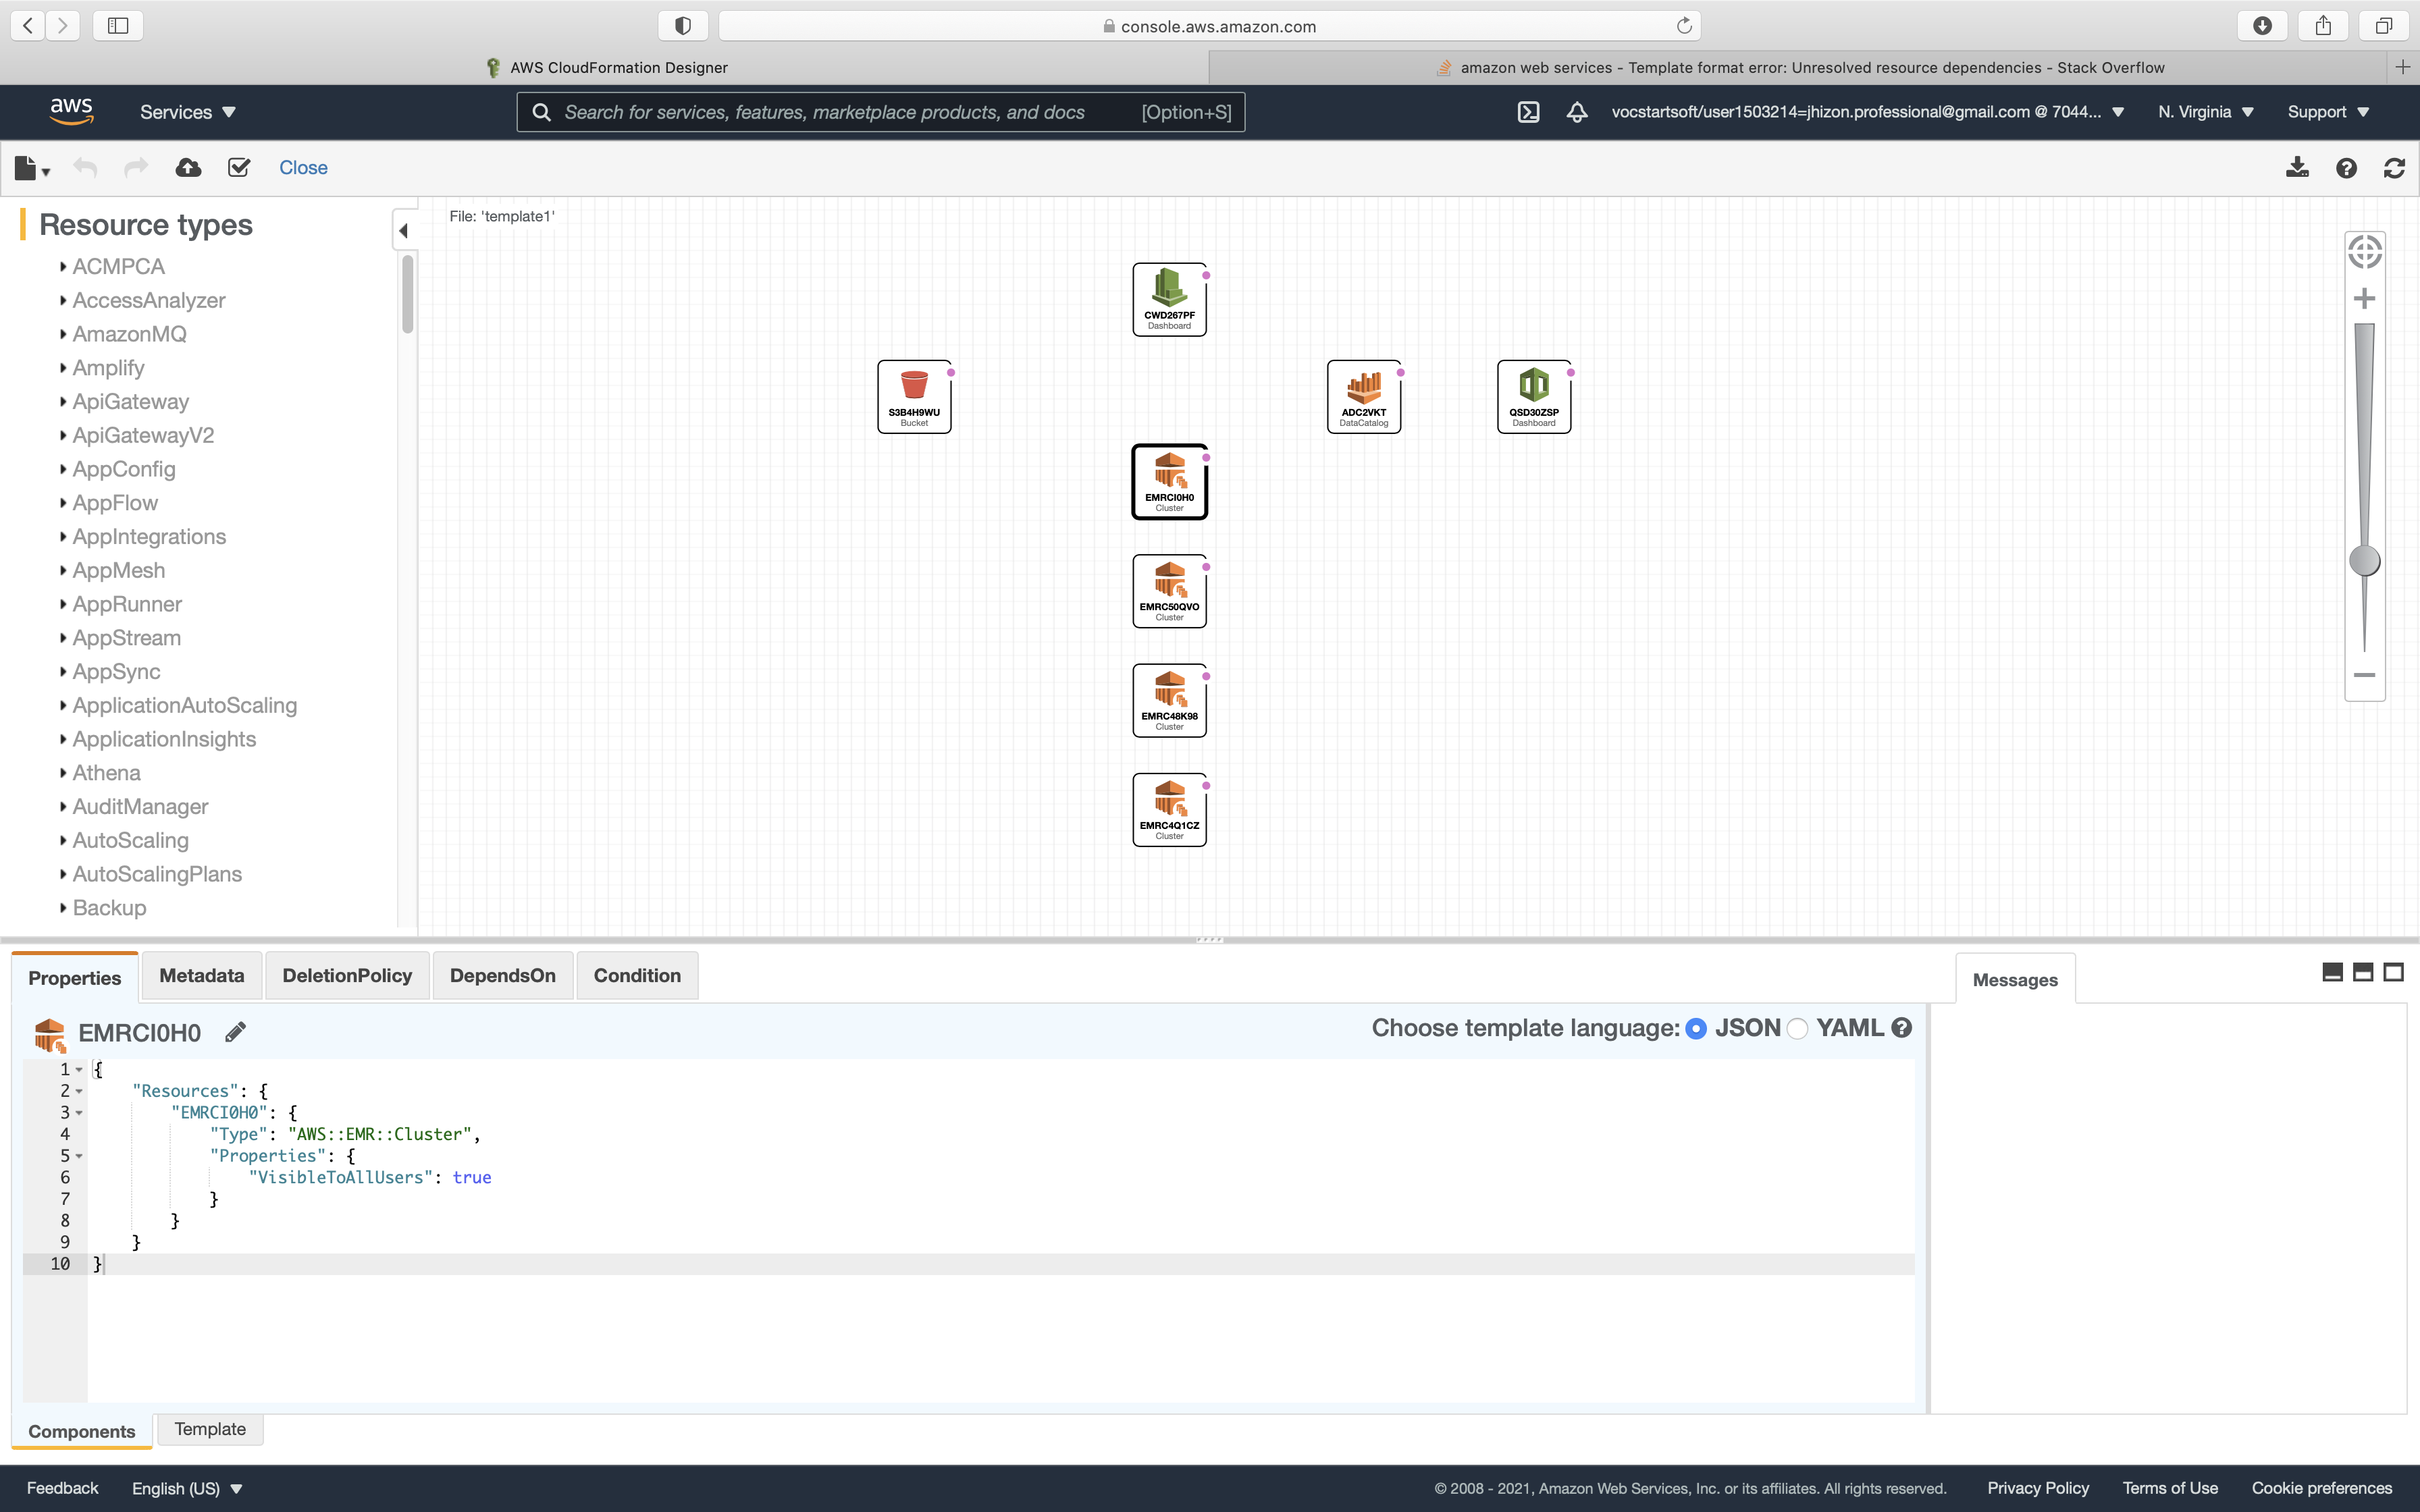 console.aws.amazon.com
AWS CloudFormation Designer
amazon web services - Template format error: Unresolved resource dependencies - Stack Overflow
aws
Services
Search for services, features, marketplace products, and docs
[Option+S]
vocstartsoft/user1503214=jhizon.professional@gmail.com @ 7044...
N. Virginia
Support
Close
Resource types
ACMPCA
AccessAnalyzer
AmazonMQ
Amplify
ApiGateway
ApiGatewayV2
AppConfig
AppFlow
AppIntegrations
AppMesh
AppRunner
AppStream
AppSync
ApplicationAutoScaling
ApplicationInsights
Athena
AuditManager
AutoScaling
AutoScalingPlans
Backup
File: 'template1'
CWD267PF
Dashboard
S3B4H9WU
Bucket
ADC2VKT
DataCatalog
QSD30ZSP
Dashboard
EMRCI0H0
Cluster
EMRC50QVO
Cluster
EMRC48K98
Cluster
EMRC4Q1CZ
Cluster
Properties
Metadata
DeletionPolicy
DependsOn
Condition
Messages
EMRCI0H0
Choose template language: JSON YAML
1 {
2 "Resources": {
3 "EMRCI0H0": {
4 "Type": "AWS::EMR::Cluster",
5 "Properties": {
6 "VisibleToAllUsers": true
7 }
8 }
9 }
10 }
Components
Template
Feedback
English (US)
© 2008 - 2021, Amazon Web Services, Inc. or its affiliates. All rights reserved.
Privacy Policy
Terms of Use
Cookie preferences